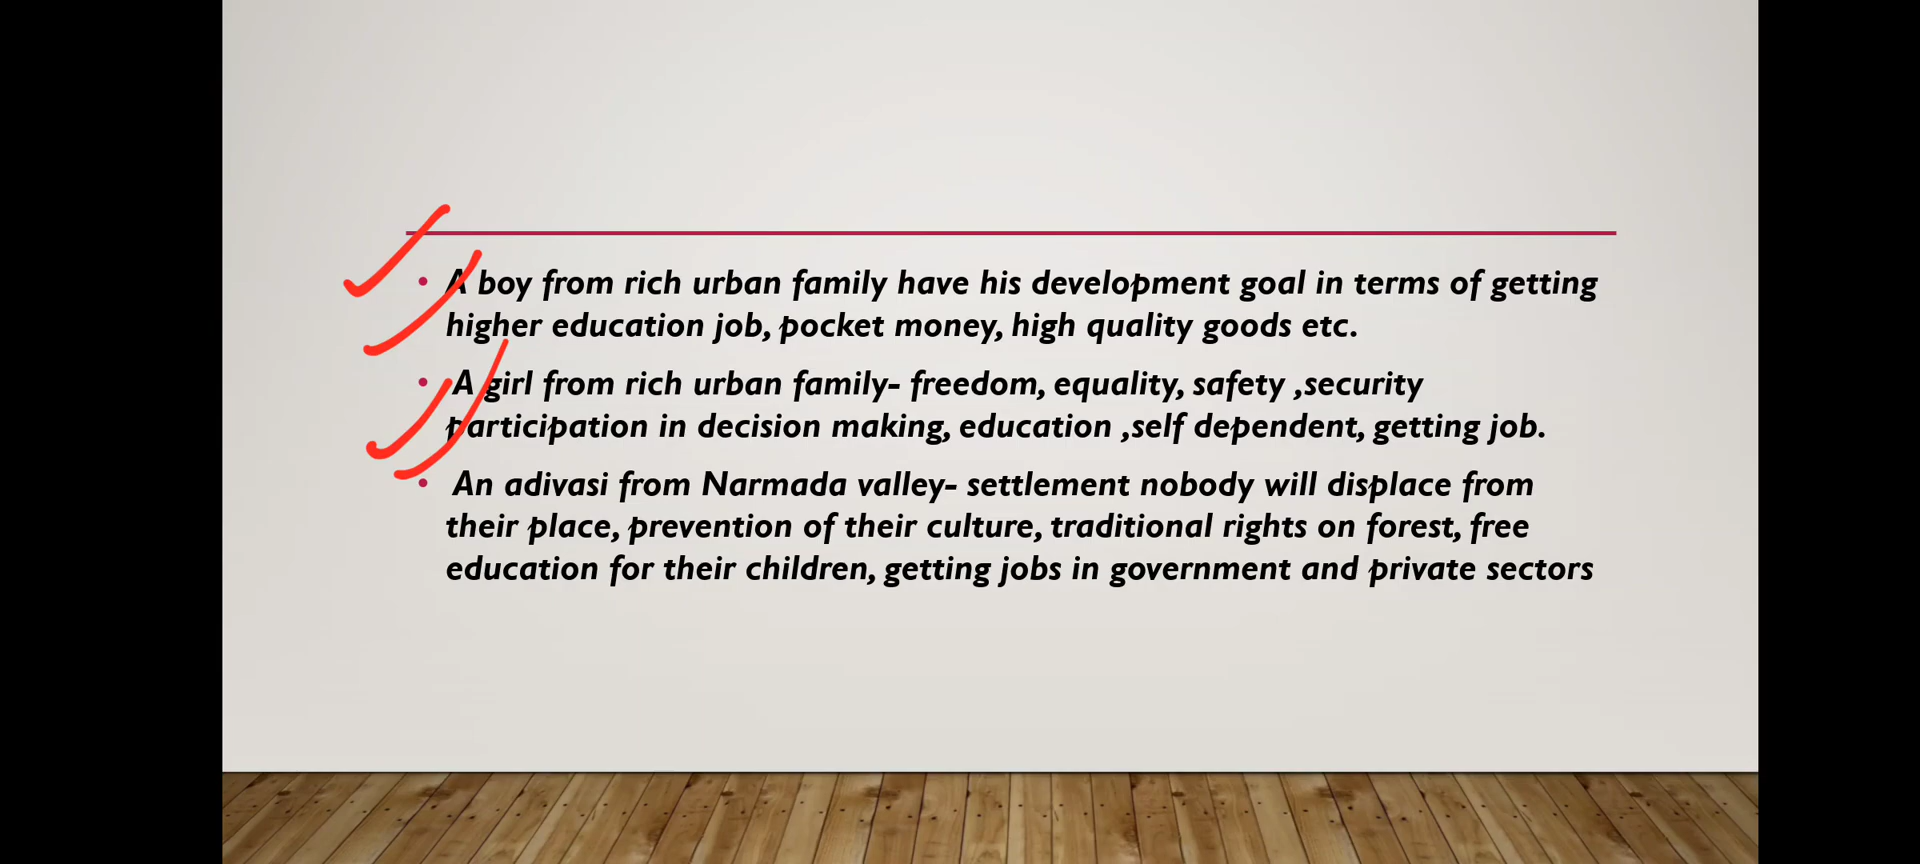 • A boy from rich urban family have his development goal in terms of getting
higher education job, pocket money, high quality goods etc.
• A girl from rich urban family- freedom, equality, safety ,security
participation in decision making, education ,self dependent, getting job.
• An adivasi from Narmada valley- settlement nobody will displace from
their place, prevention of their culture, traditional rights on forest, free
education for their children, getting jobs in government and private sectors